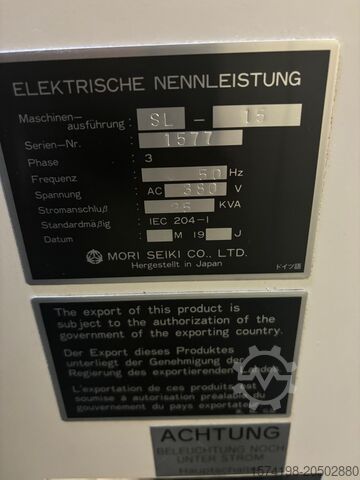 ELEKTRISCHE NENNLEISTUNG
Maschinen-
ausführung : SL - 15
Serien-Nr. : 1577
Phase : 3
Frequenz : 50 Hz
Spannung : AC 380 V
Stromanschluß : KVA
Standardmäßig : IEC 204-1
Datum : M 19 J
MORI SEIKI CO., LTD.
Hergestellt in Japan
ドイツ語
The export of this product is
subject to the authorization of the
government of the exporting country.
Der Export dieses Produktes
unterliegt der Genehmigung der
Regierung des exportierenden Landes.
L'exportation de ces produits est
soumise à autorisation préalable du
gouvernement du pays exportateur.
ACHTUNG
BELEUCHTUNG NOCH
UNTER STROM
1574198-20502880